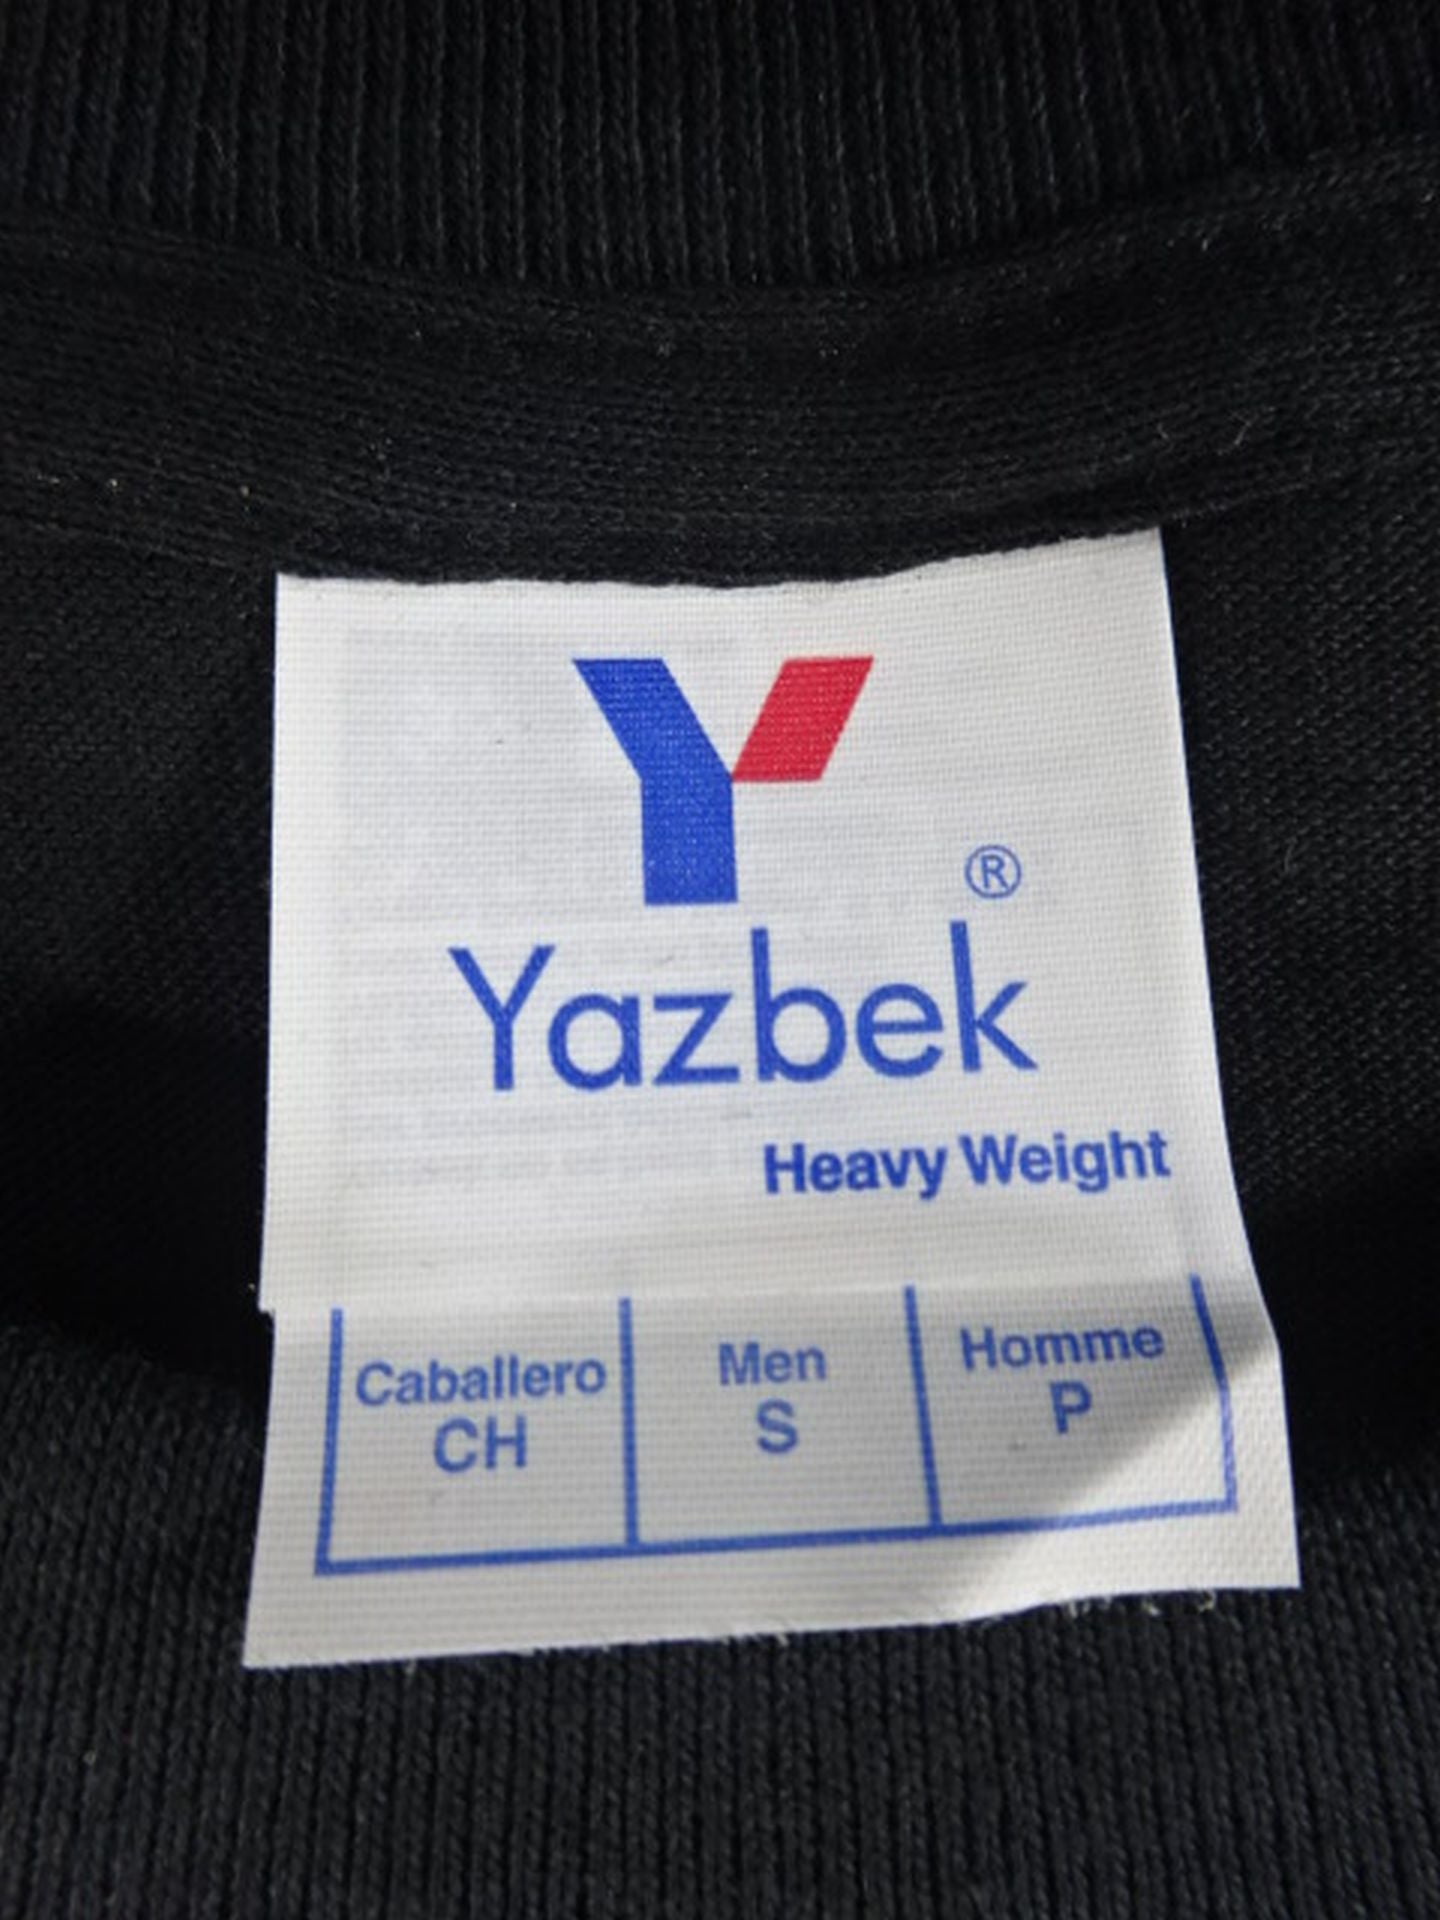 Y
®
Yazbek
Heavy Weight
Caballero Men Homme
CH S P